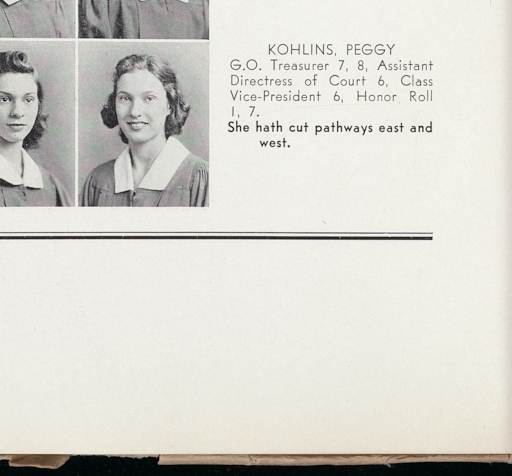 KOHLINS, PEGGY
G.O. Treasurer 7, 8, Assistant
Directress of Court 6, Class
Vice-President 6, Honor Roll
1, 7.
She hath cut pathways east and
west.